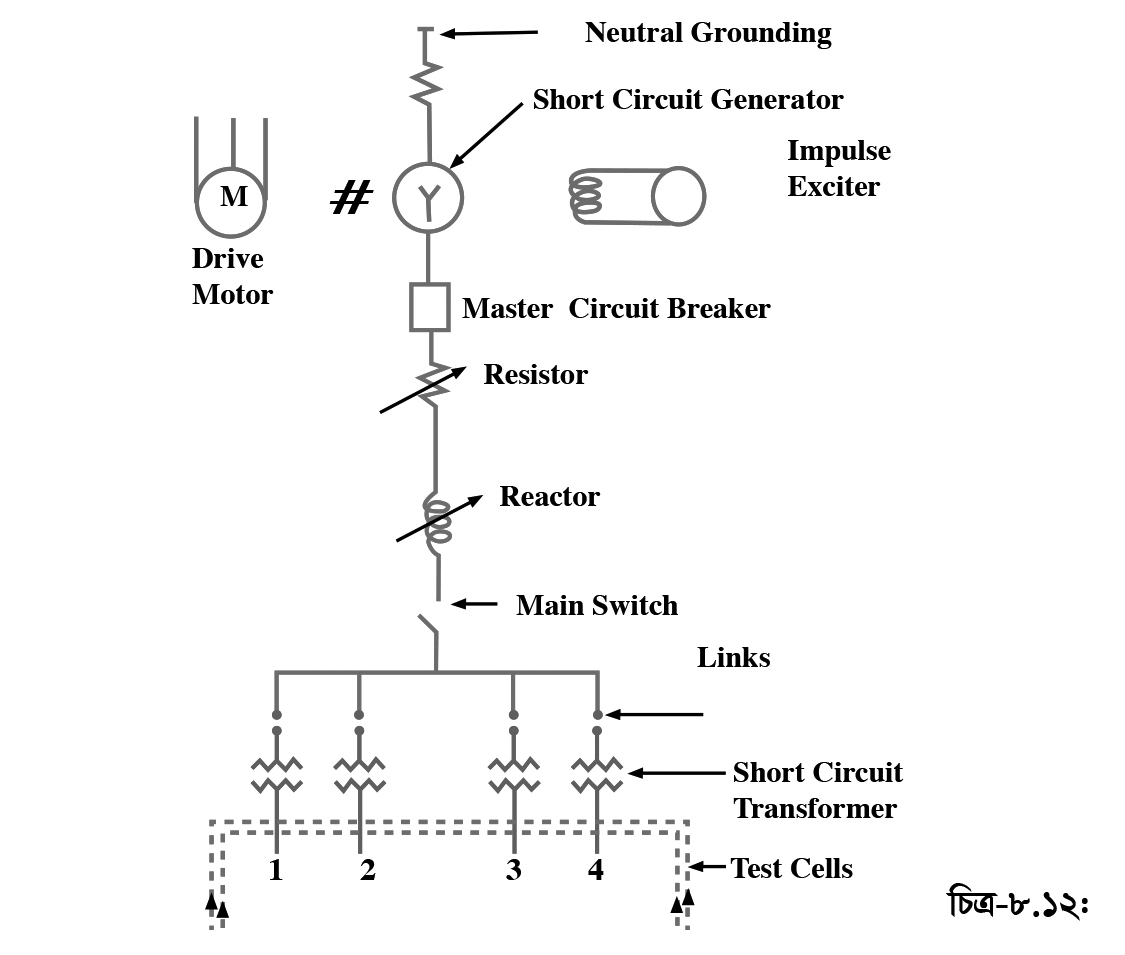 Neutral Grounding
Short Circuit Generator
Impulse
Exciter
M
#
Y
Drive
Motor
Master Circuit Breaker
Resistor
Reactor
Main Switch
Links
Short Circuit
Transformer
1 2 3 4
Test Cells
চিত্র-৮.১২: